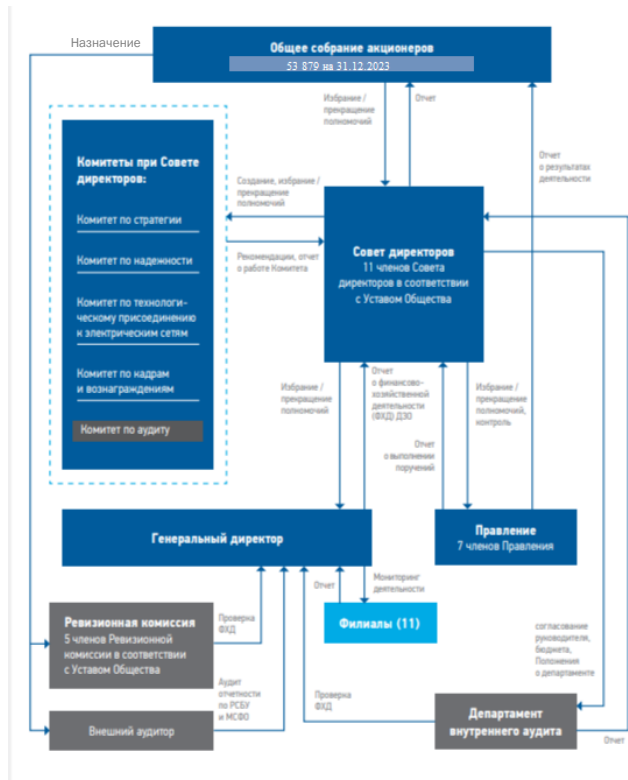 Назначение
Общее собрание акционеров
53 879 на 31.12.2023
Избрание /
прекращение
полномочий
Отчет
Отчет
о результатах
деятельности
Комитеты при Совете
директоров:
Комитет по стратегии
Комитет по надежности
Комитет по технологи-
ческому присоединению
к электрическим сетям
Комитет по кадрам
и вознаграждениям
Комитет по аудиту
Создание, избрание /
прекращение
полномочий
Рекомендации, отчет
о работе Комитета
Совет директоров
11 членов Совета
директоров в соответствии
с Уставом Общества
Избрание /
прекращение
полномочий
Отчет
о финансово-
хозяйственной
деятельности
(ФХД) ДЗО
Отчет
о выполнении
поручений
Избрание /
прекращение
полномочий,
контроль
Генеральный директор
Правление
7 членов Правления
Отчет
Мониторинг
деятельности
Филиалы (11)
Ревизионная комиссия
5 членов Ревизионной
комиссии в соответствии
с Уставом Общества
Проверка
ФХД
Аудит
отчетности
по РСБУ
и МСФО
Внешний аудитор
Проверка
ФХД
согласование
руководителя,
бюджета,
Положения
о департаменте
Департамент
внутреннего аудита
Отчет